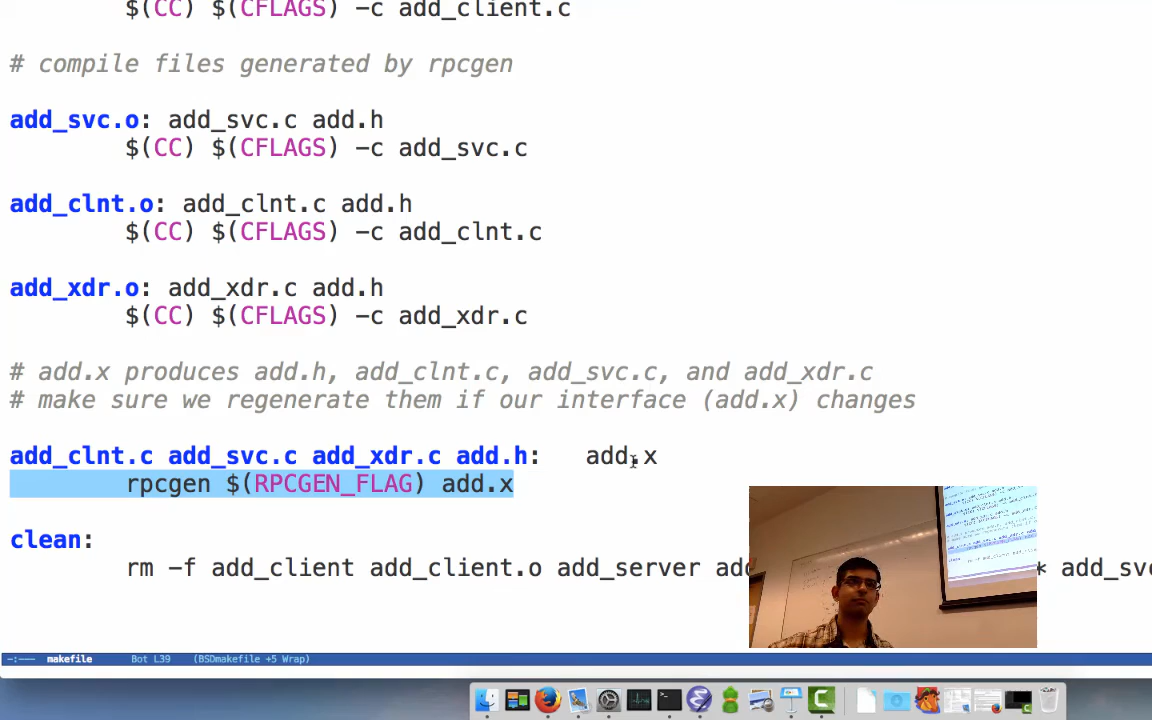 $(CC) $(CFLAGS) -c add_client.c
# compile files generated by rpcgen
add_svc.o: add_svc.c add.h
$(CC) $(CFLAGS) -c add_svc.c
add_clnt.o: add_clnt.c add.h
$(CC) $(CFLAGS) -c add_clnt.c
add_xdr.o: add_xdr.c add.h
$(CC) $(CFLAGS) -c add_xdr.c
# add.x produces add.h, add_clnt.c, add_svc.c, and add_xdr.c
# make sure we regenerate them if our interface (add.x) changes
add_clnt.c add_svc.c add_xdr.c add.h: add.x
rpcgen $(RPCGEN_FLAG) add.x
clean:
rm -f add_client add_client.o add_server
-:--- makefile Bot L39 (BSDmakefile +5 Wrap)